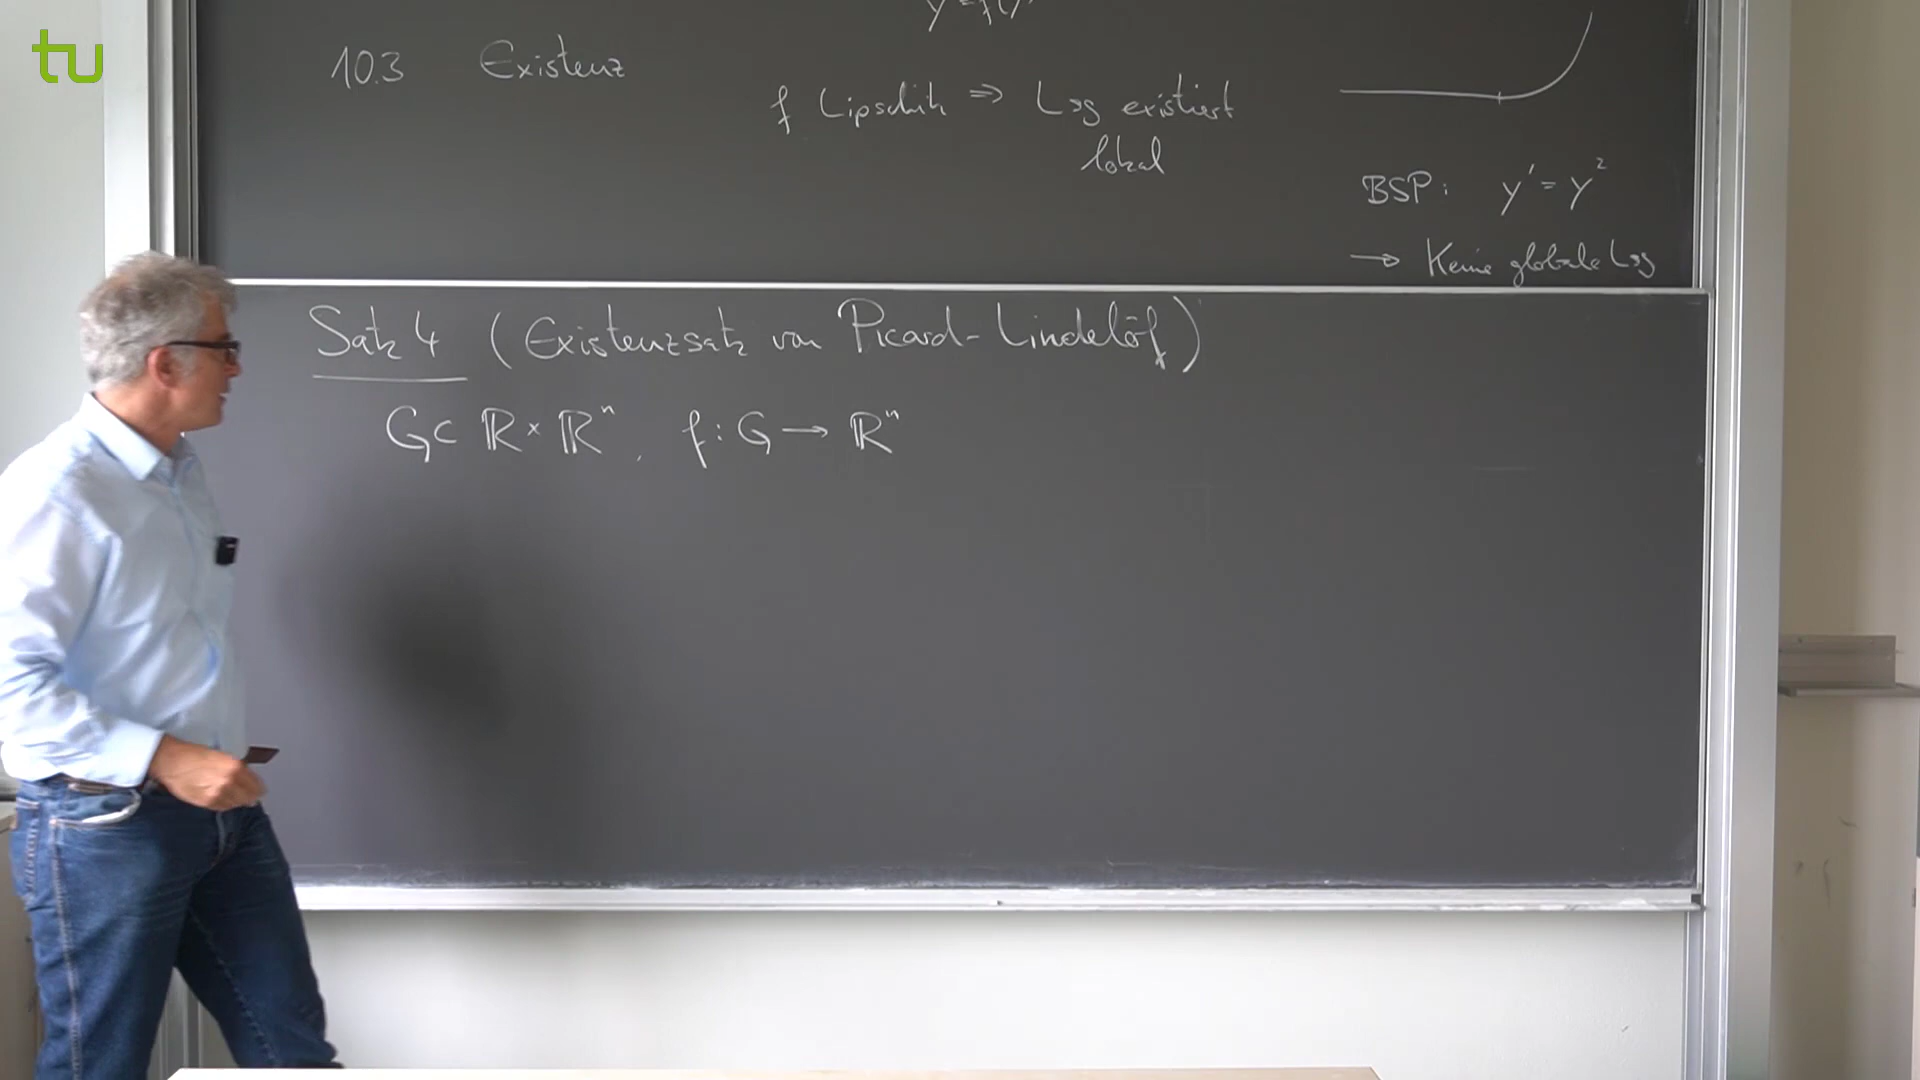 tu
10.3 Existenz
f Lipschitz ⇒ Lsg existiert
lokal
BSP: y' = y²
→ Keine globale Lsg
Satz 4 (Existenzsatz von Picard-Lindelöf)
G ⊂ ℝ × ℝⁿ, f: G → ℝⁿ